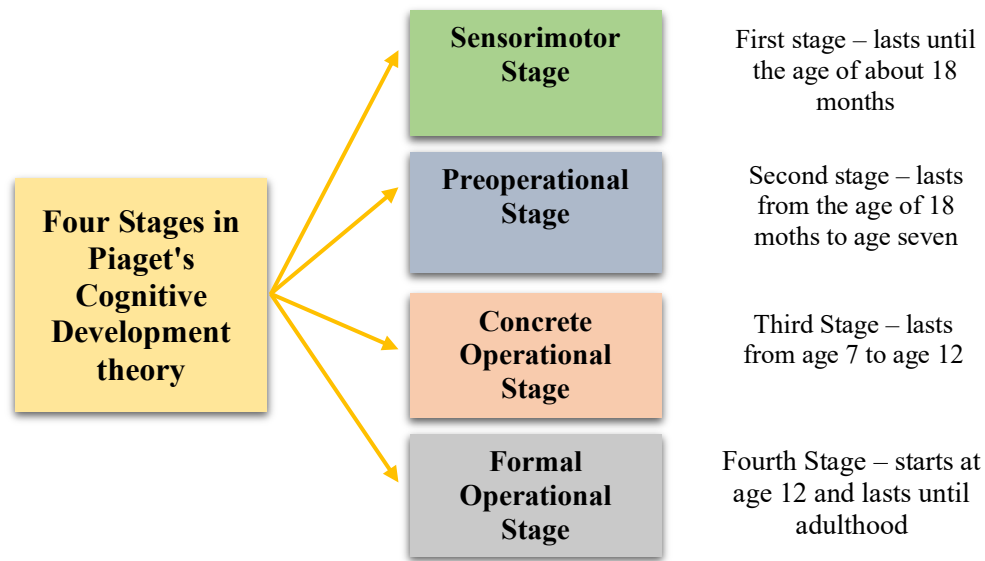 Four Stages in
Piaget's
Cognitive
Development
theory
Sensorimotor
Stage
First stage – lasts until
the age of about 18
months
Preoperational
Stage
Second stage – lasts
from the age of 18
moths to age seven
Concrete
Operational
Stage
Third Stage – lasts
from age 7 to age 12
Formal
Operational
Stage
Fourth Stage – starts at
age 12 and lasts until
adulthood